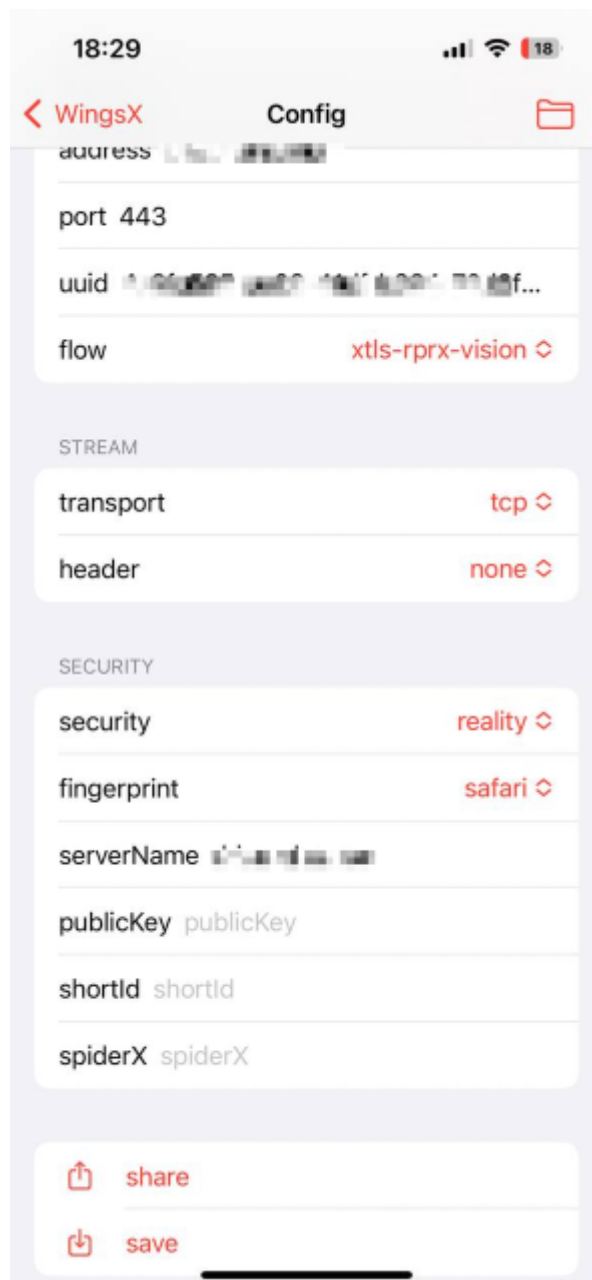 18:29
18
WingsX Config
address
port 443
uuid
flow xtls-rprx-vision
STREAM
transport tcp
header none
SECURITY
security reality
fingerprint safari
serverName
publicKey publicKey
shortId shortId
spiderX spiderX
share
save